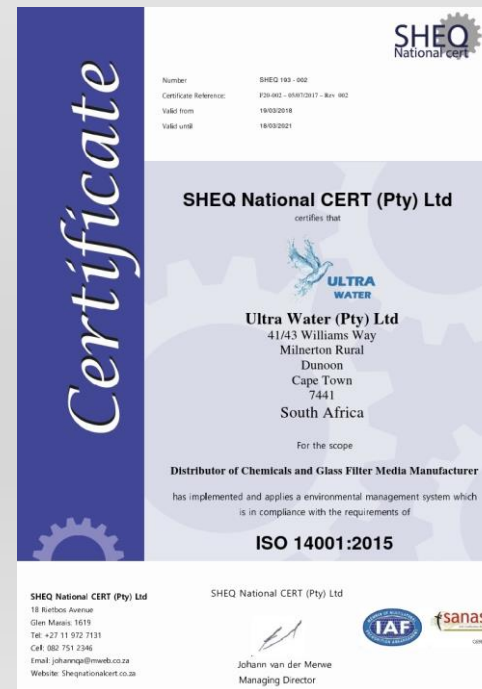 Certificate
SHEQ
National cert
Number SHEQ 193 - 002
Certificate Reference: F20-002 – 05/07/2017 – Rev 002
Valid from 19/03/2018
Valid until 18/03/2021
SHEQ National CERT (Pty) Ltd
certifies that
ULTRA
WATER
Ultra Water (Pty) Ltd
41/43 Williams Way
Milnerton Rural
Dunoon
Cape Town
7441
South Africa
For the scope
Distributor of Chemicals and Glass Filter Media Manufacturer
has implemented and applies a environmental management system which
is in compliance with the requirements of
ISO 14001:2015
SHEQ National CERT (Pty) Ltd
18 Rietbos Avenue
Glen Marais: 1619
Tel: +27 11 972 7131
Cell: 082 751 2346
Email: johannqa@mweb.co.za
Website: Sheqnationalcert.co.za
SHEQ National CERT (Pty) Ltd
Johann van der Merwe
Managing Director
IAF
sanas